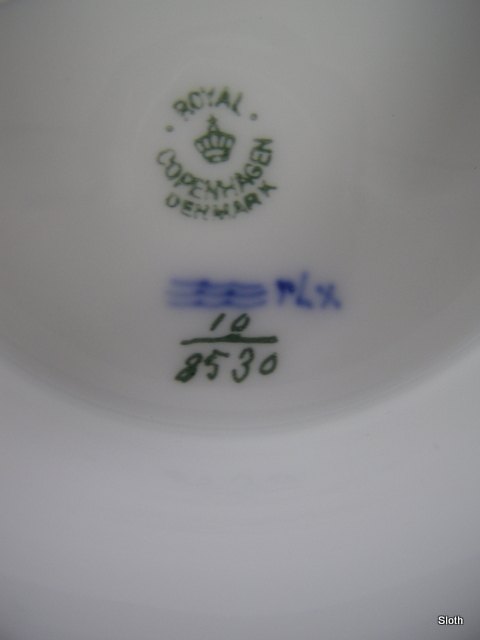 ROYAL
COPENHAGEN
DENMARK
10
8530
Sloth